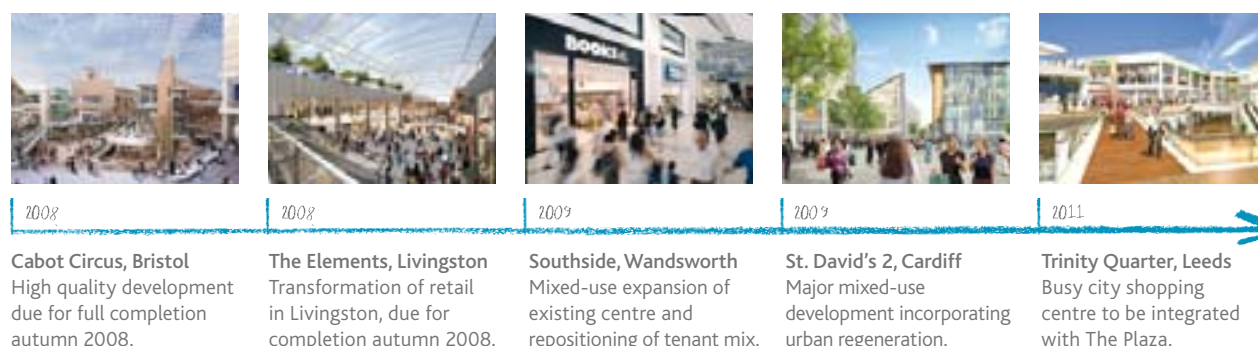 BOOKS
2008
2008
2009
2009
2011
Cabot Circus, Bristol
High quality development
due for full completion
autumn 2008.
The Elements, Livingston
Transformation of retail
in Livingston, due for
completion autumn 2008.
Southside, Wandsworth
Mixed-use expansion of
existing centre and
repositioning of tenant mix.
St. David's 2, Cardiff
Major mixed-use
development incorporating
urban regeneration.
Trinity Quarter, Leeds
Busy city shopping
centre to be integrated
with The Plaza.